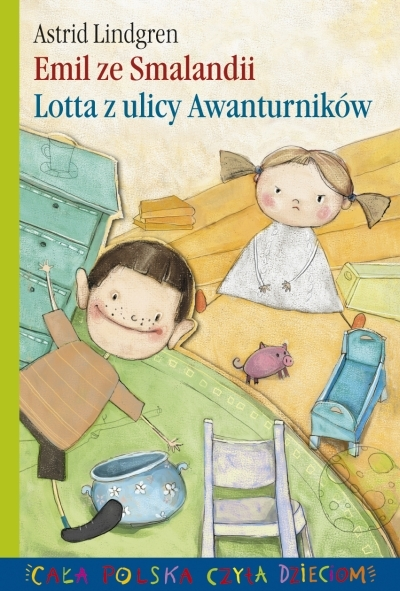 Astrid Lindgren
Emil ze Smalandii
Lotta z ulicy Awanturników
CAŁA POLSKA CZYTA DZIECIOM